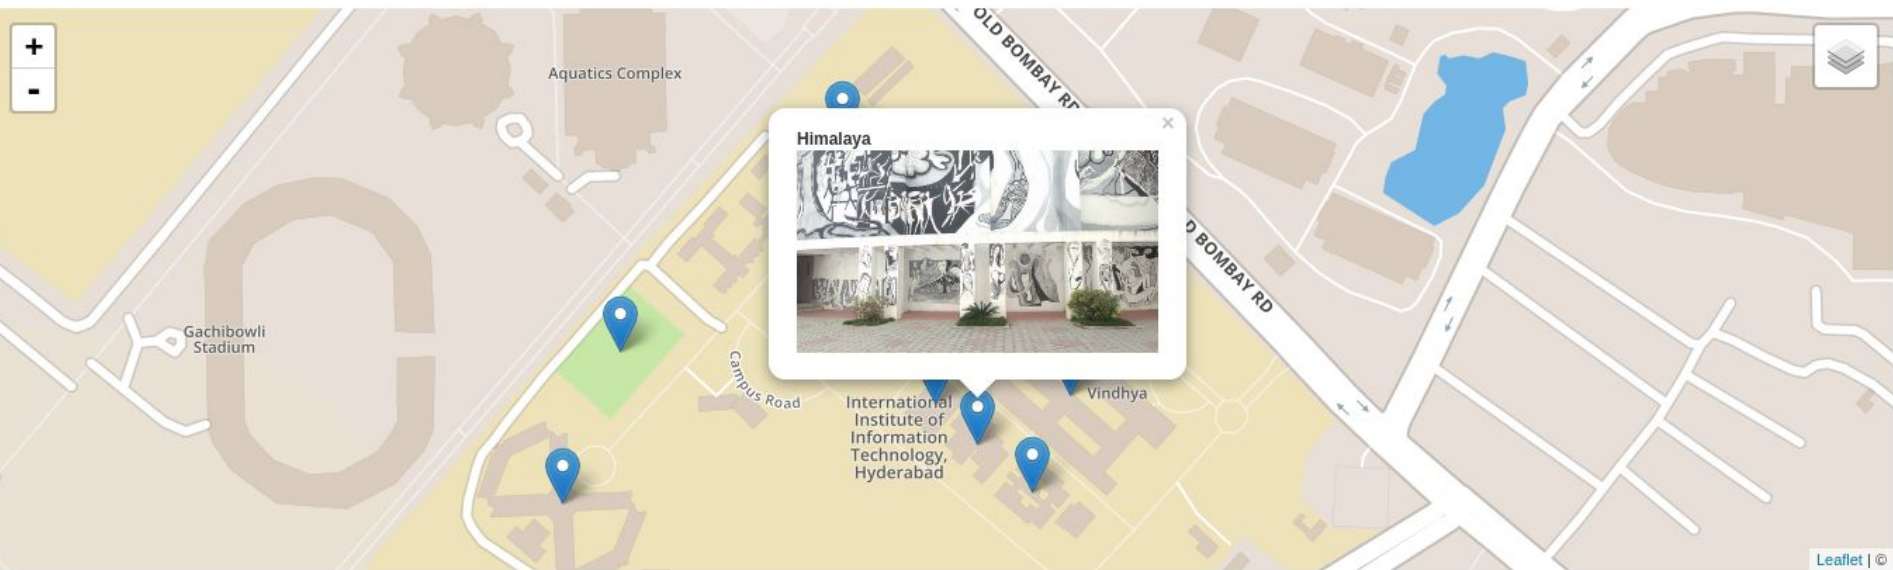 +
-
Aquatics Complex
OLD BOMBAY RD
×
Himalaya
D BOMBAY RD
Gachibowli
Stadium
Campus Road
Vindhya
International
Institute of
Information
Technology,
Hyderabad
Leaflet | ©